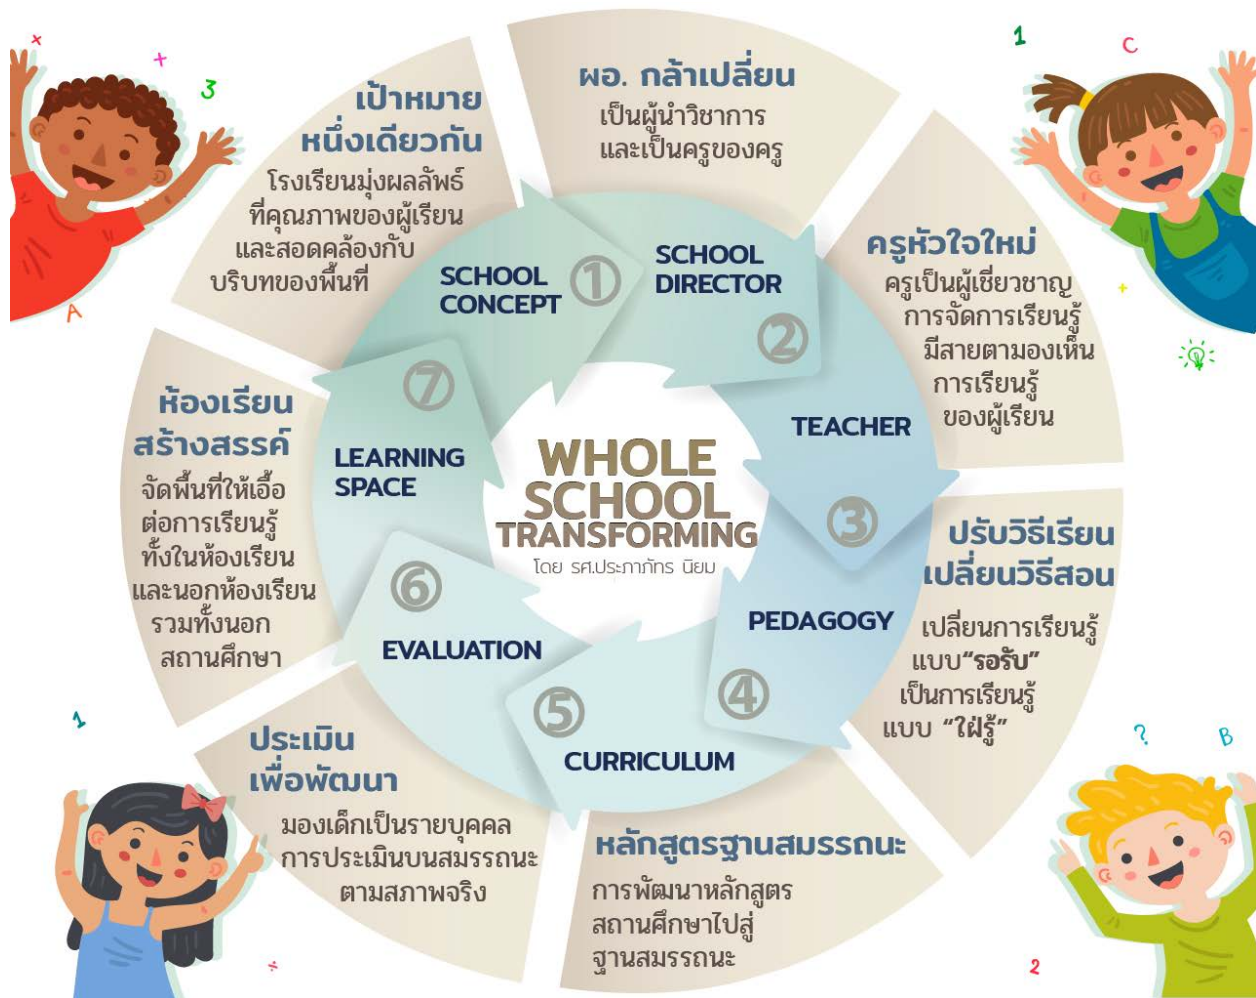 WHOLE
SCHOOL
TRANSFORMING
โดย รศ.ประภาภัทร นิยม
SCHOOL
CONCEPT
①
เป้าหมาย
หนึ่งเดียวกัน
โรงเรียนมุ่งผลลัพธ์
ที่คุณภาพของผู้เรียน
และสอดคล้องกับ
บริบทของพื้นที่
SCHOOL
DIRECTOR
②
ผอ. กล้าเปลี่ยน
เป็นผู้นำวิชาการ
และเป็นครูของครู
TEACHER
③
ครูหัวใจใหม่
ครูเป็นผู้เชี่ยวชาญ
การจัดการเรียนรู้
มีสายตามองเห็น
การเรียนรู้
ของผู้เรียน
PEDAGOGY
④
ปรับวิธีเรียน
เปลี่ยนวิธีสอน
เปลี่ยนการเรียนรู้
แบบ“รอรับ”
เป็นการเรียนรู้
แบบ “ใฝ่รู้”
CURRICULUM
⑤
หลักสูตรฐานสมรรถนะ
การพัฒนาหลักสูตร
สถานศึกษาไปสู่
ฐานสมรรถนะ
EVALUATION
⑥
ประเมิน
เพื่อพัฒนา
มองเด็กเป็นรายบุคคล
การประเมินบนสมรรถนะ
ตามสภาพจริง
LEARNING
SPACE
⑦
ห้องเรียน
สร้างสรรค์
จัดพื้นที่ให้เอื้อ
ต่อการเรียนรู้
ทั้งในห้องเรียน
และนอกห้องเรียน
รวมทั้งนอก
สถานศึกษา
×
+
3
A
1
C
+
1
÷
?
B
2